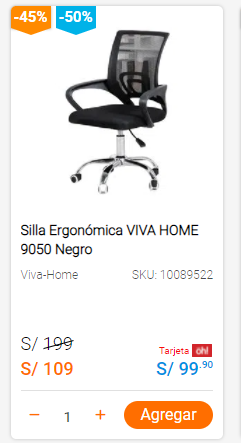 -45% -50%
Silla Ergonómica VIVA HOME
9050 Negro
Viva-Home SKU: 10089522
S/ 199 Tarjeta oh!
S/ 109 S/ 99.90
− 1 + Agregar